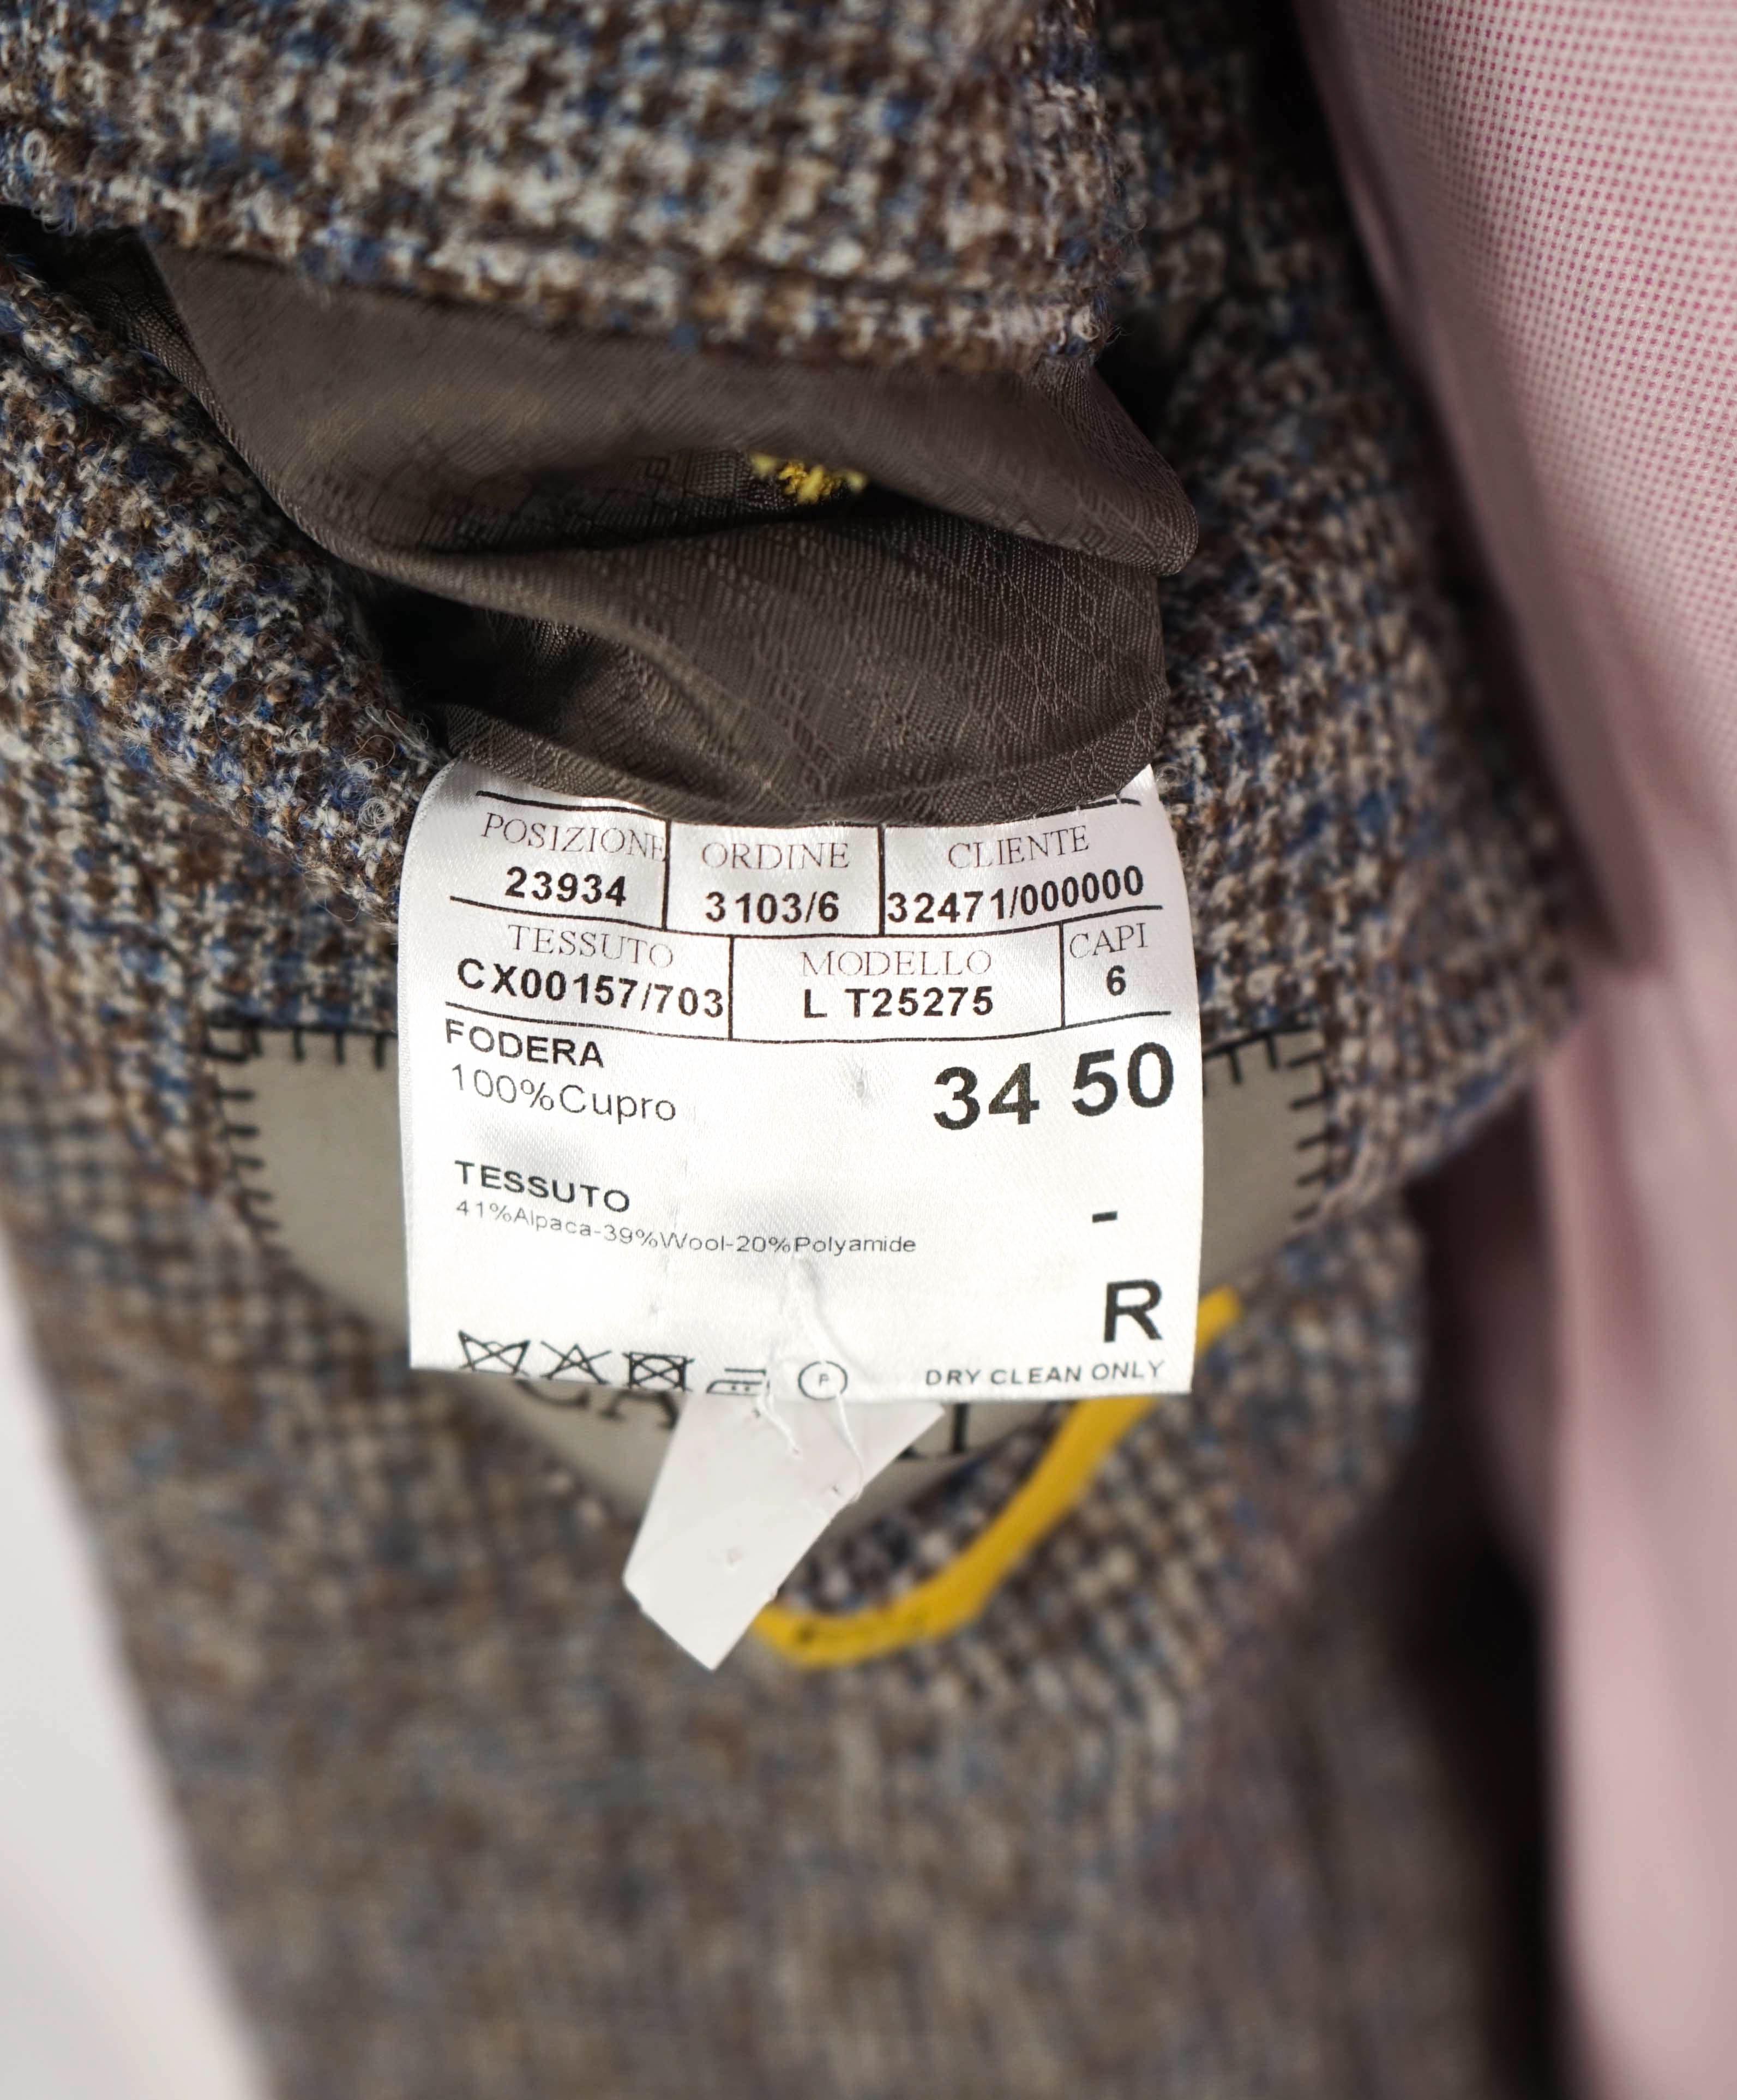 POSIZIONE ORDINE CLIENTE
23934 3103/6 32471/000000
TESSUTO MODELLO CAPI
CX00157/703 L T25275 6
FODERA
100%Cupro
34 50
TESSUTO
41%Alpaca-39%Wool-20%Polyamide
-
R
P
DRY CLEAN ONLY